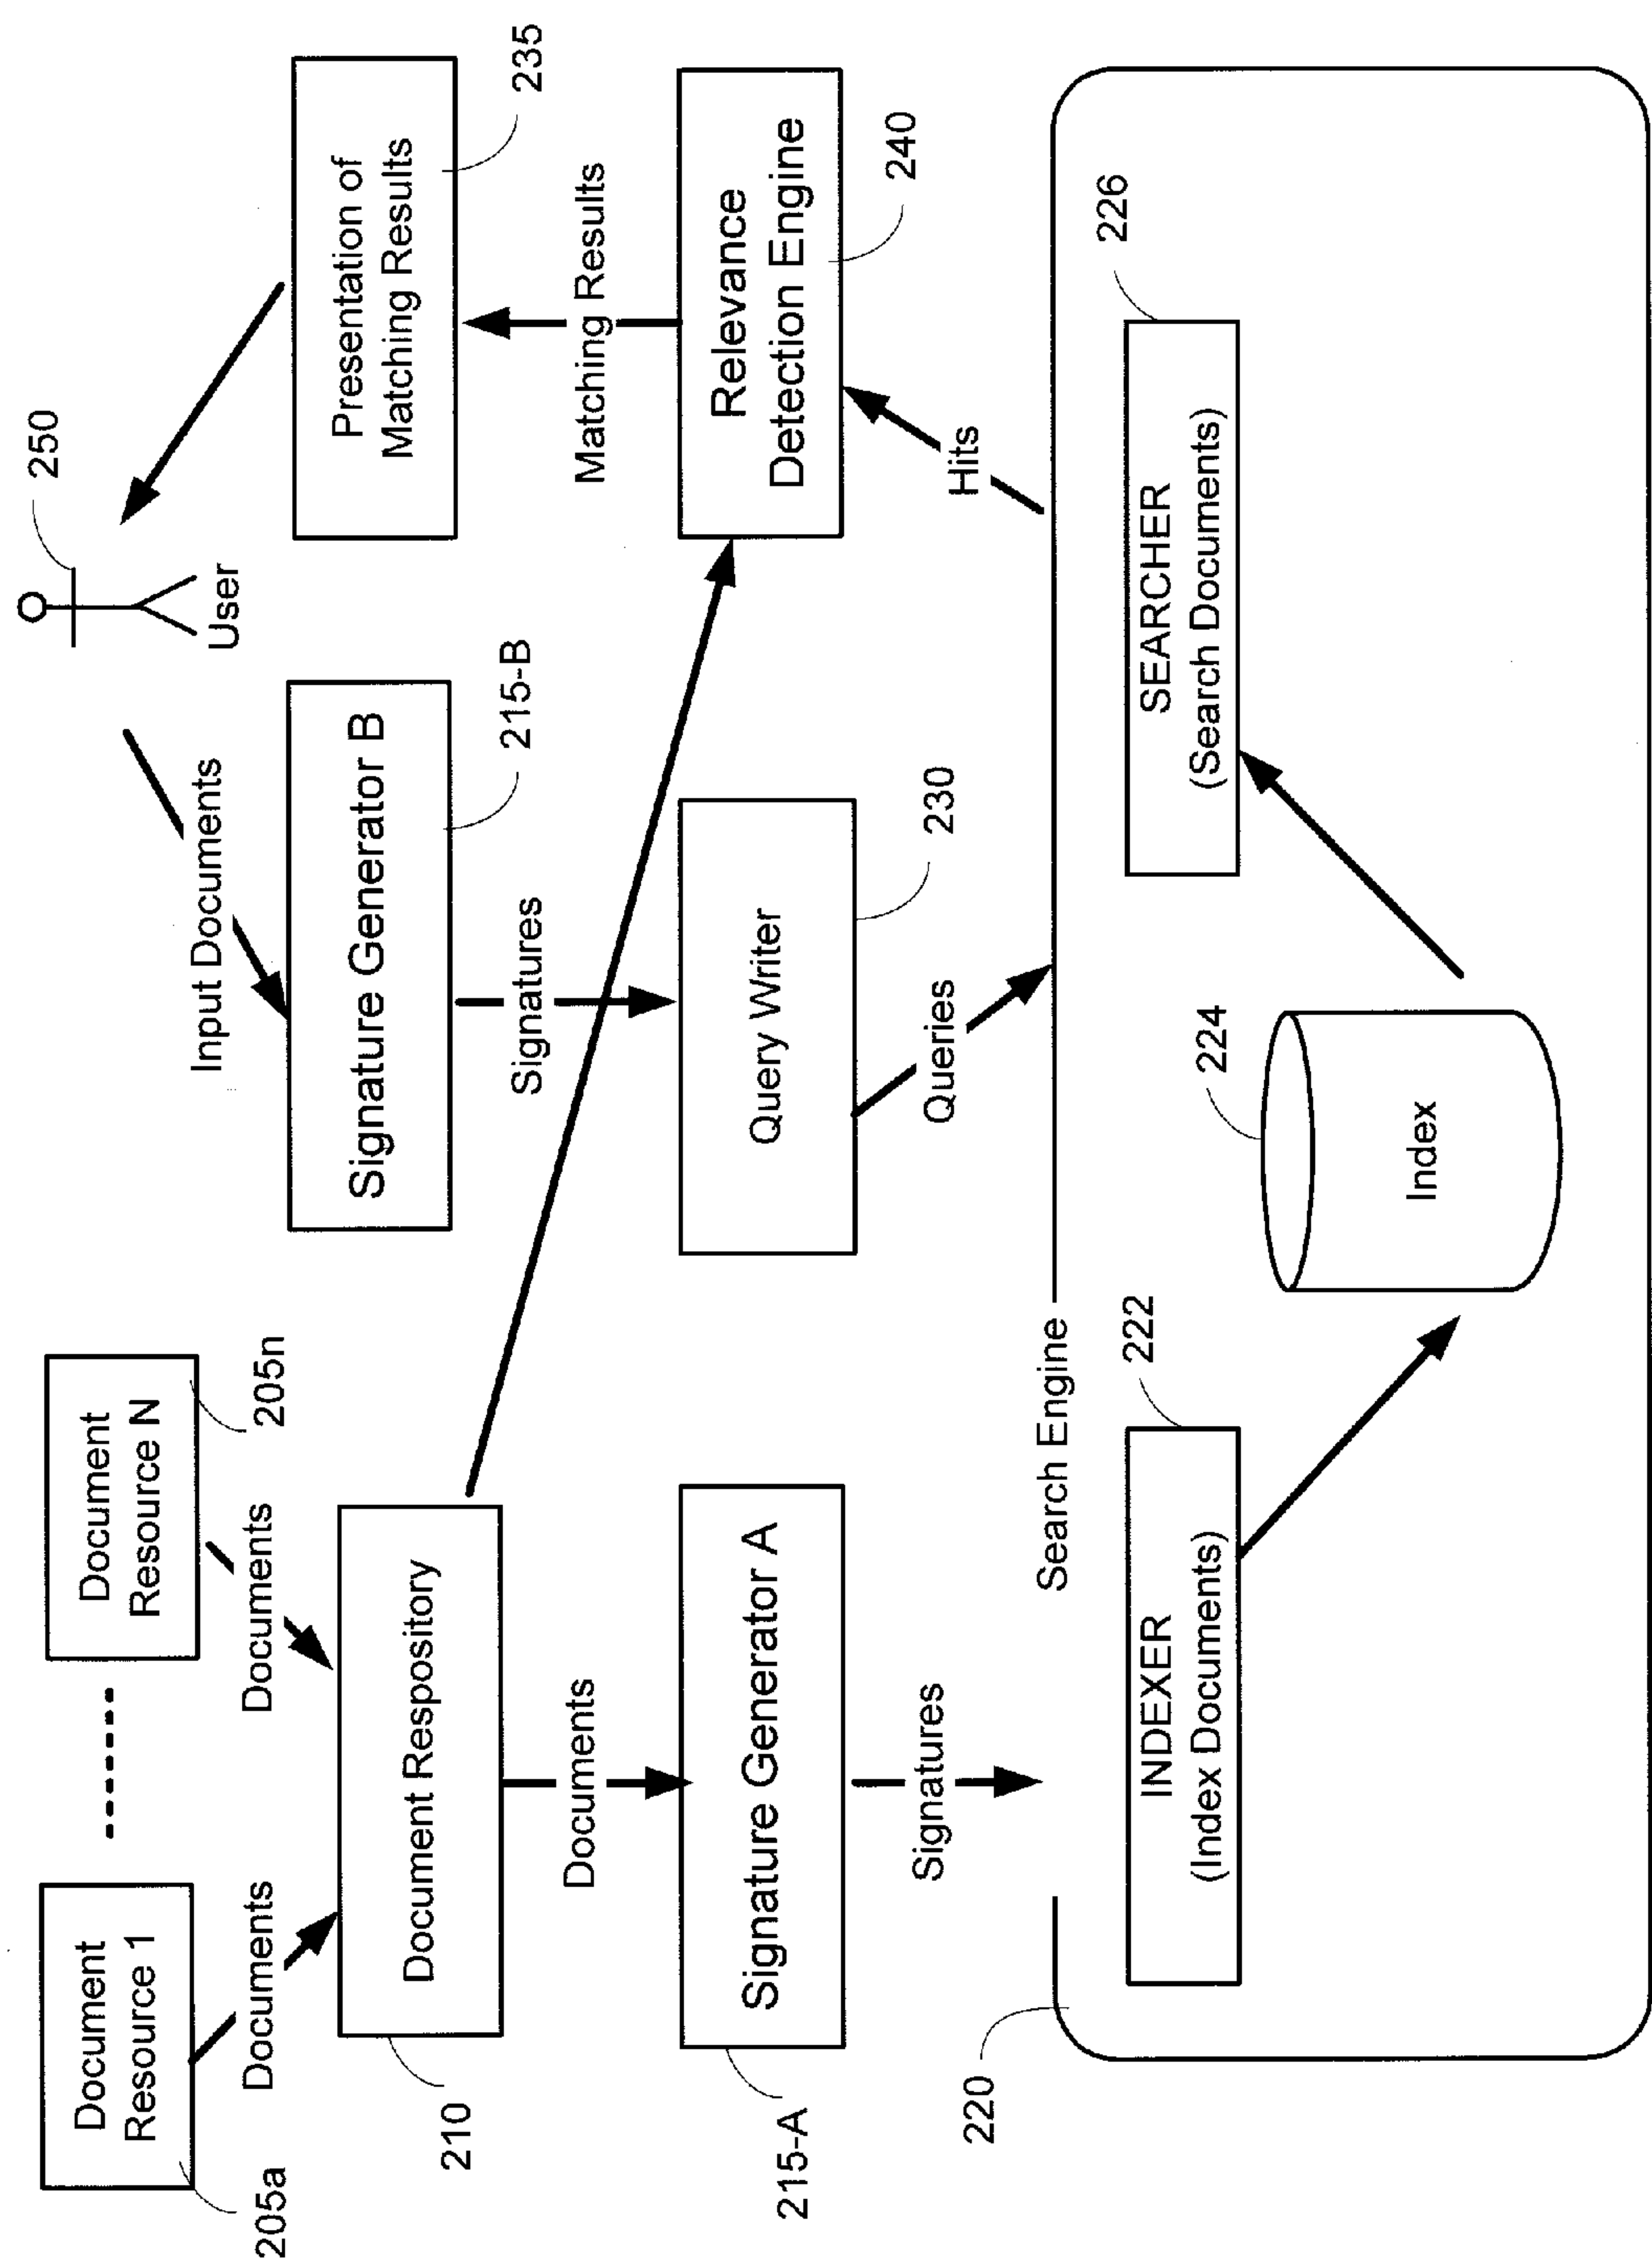 Document
Resource 1
205a
Document
Resource N
205n
Documents
Documents
Document Respository
210
Documents
Signature Generator A
215-A
Signatures
250
User
Input Documents
Signature Generator B
215-B
Signatures
Query Writer
230
Queries
Presentation of
Matching Results
235
Matching Results
Relevance
Detection Engine
240
Hits
Search Engine
220
INDEXER
(Index Documents)
222
Index
224
SEARCHER
(Search Documents)
226